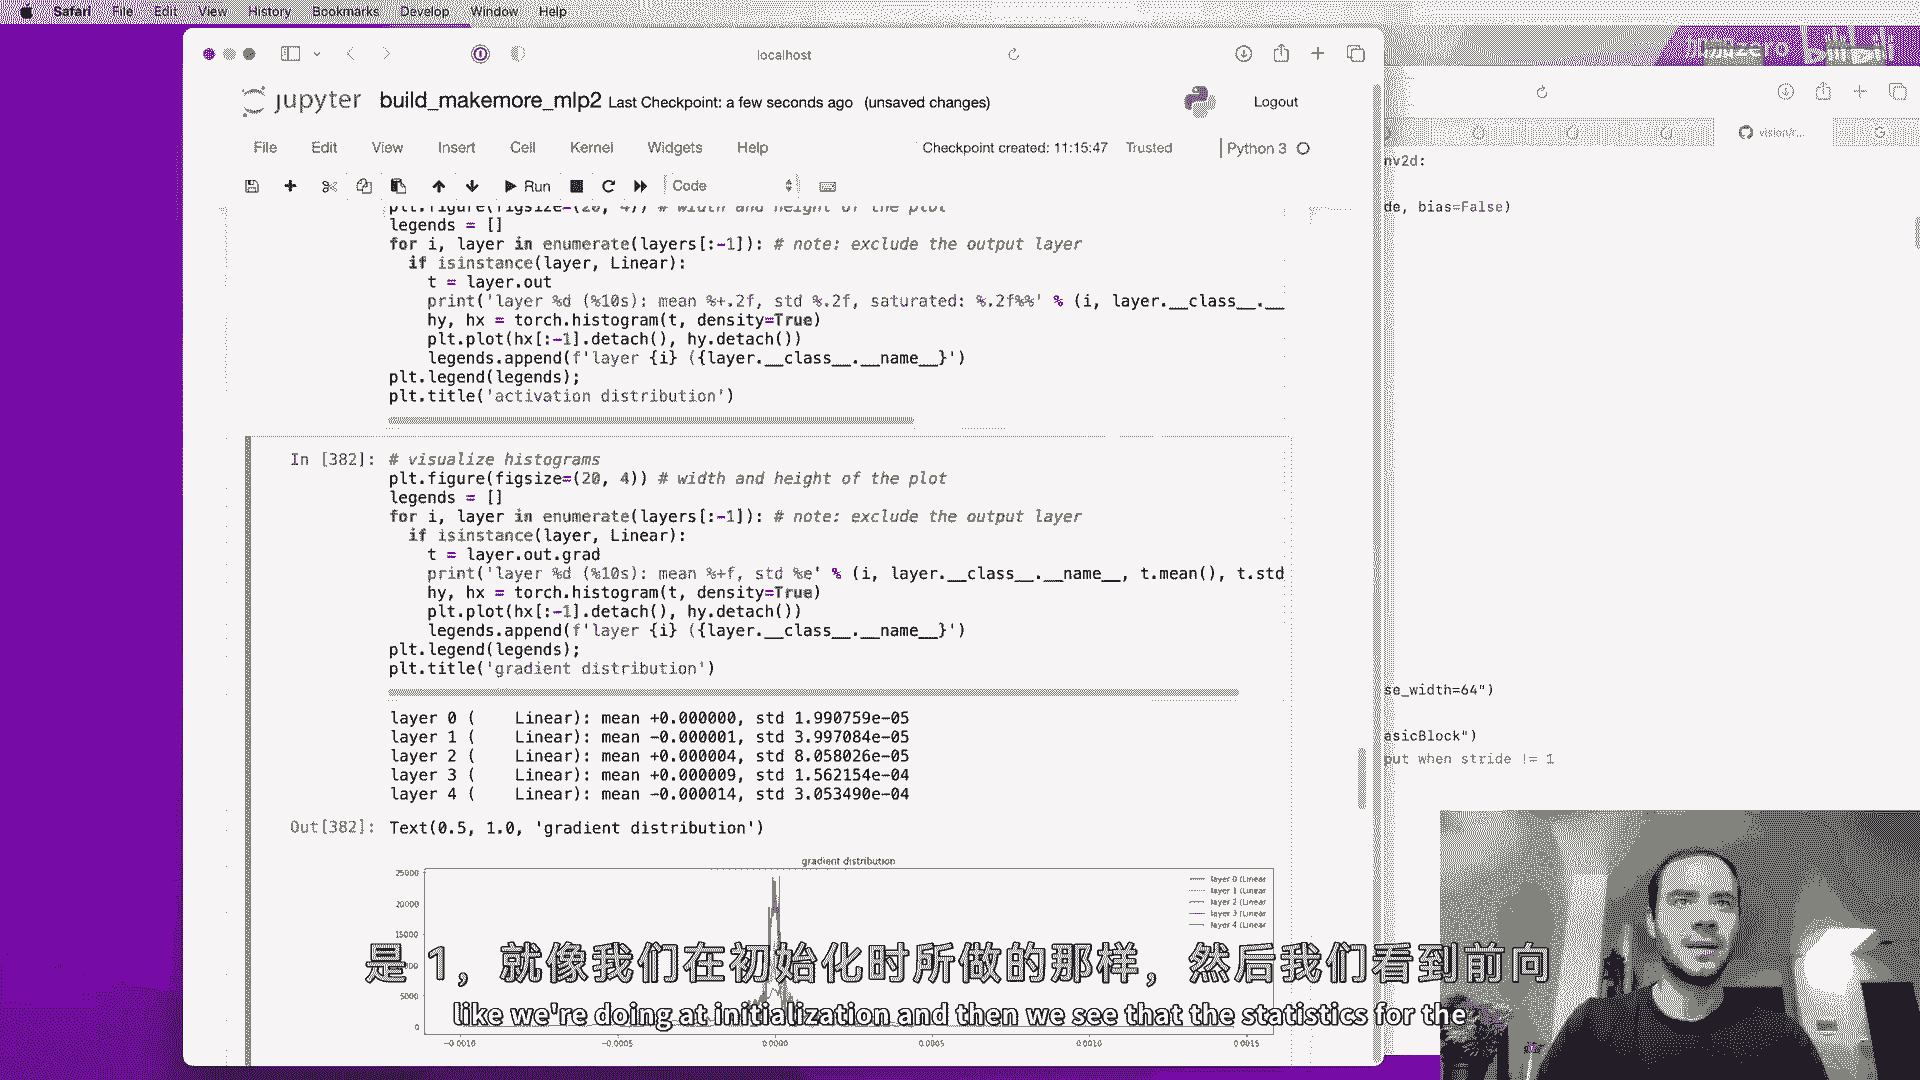 Safari File Edit View History Bookmarks Develop Window Help
localhost
jupyter build_makemore_mlp2 Last Checkpoint: a few seconds ago (unsaved changes)
Logout
File Edit View Insert Cell Kernel Widgets Help
Checkpoint created: 11:15:47 Trusted Python 3
Run Code
plt.figure(figsize=(20, 4)) # width and height of the plot
legends = []
for i, layer in enumerate(layers[:-1]): # note: exclude the output layer
if isinstance(layer, Linear):
t = layer.out
print('layer %d (%10s): mean %+.2f, std %.2f, saturated: %.2f%%' % (i, layer.__class__.__
hy, hx = torch.histogram(t, density=True)
plt.plot(hx[:-1].detach(), hy.detach())
legends.append(f'layer {i} ({layer.__class__.__name__}')
plt.legend(legends);
plt.title('activation distribution')
In [382]: # visualize histograms
plt.figure(figsize=(20, 4)) # width and height of the plot
legends = []
for i, layer in enumerate(layers[:-1]): # note: exclude the output layer
if isinstance(layer, Linear):
t = layer.out.grad
print('layer %d (%10s): mean %+f, std %e' % (i, layer.__class__.__name__, t.mean(), t.std
hy, hx = torch.histogram(t, density=True)
plt.plot(hx[:-1].detach(), hy.detach())
legends.append(f'layer {i} ({layer.__class__.__name__}')
plt.legend(legends);
plt.title('gradient distribution')
layer 0 ( Linear): mean +0.000000, std 1.990759e-05
layer 1 ( Linear): mean -0.000001, std 3.997084e-05
layer 2 ( Linear): mean +0.000004, std 8.058026e-05
layer 3 ( Linear): mean +0.000009, std 1.562154e-04
layer 4 ( Linear): mean -0.000014, std 3.053490e-04
Out[382]: Text(0.5, 1.0, 'gradient distribution')
gradient distribution
25000
20000
15000
5000
0
-0.0010 -0.0005 0.0000 0.0005 0.0010 0.0015
layer 0 (Linear
layer 1 (Linear
layer 2 (Linear
layer 3 (Linear
layer 4 (Linear
vision/r...
nv2d:
de, bias=False)
se_width=64")
asicBlock")
put when stride != 1
是 1，就像我们在初始化时所做的那样，然后我们看到前向
like we're doing at initialization and then we see that the statistics for the